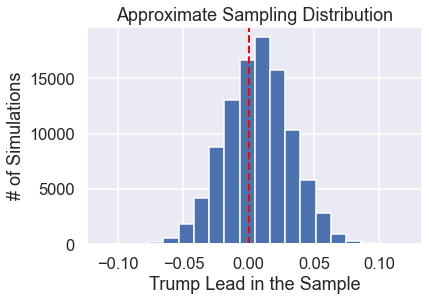 Approximate Sampling Distribution
# of Simulations
15000
10000
5000
0
−0.10 −0.05 0.00 0.05 0.10
Trump Lead in the Sample